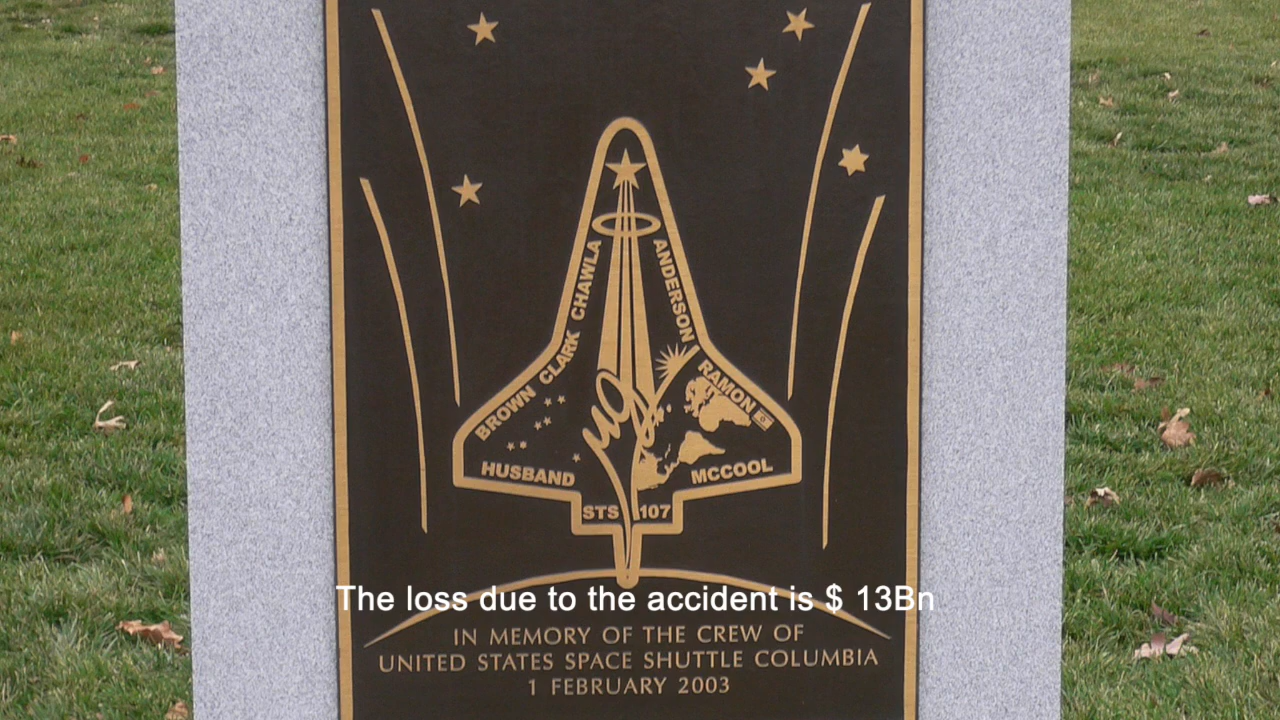 CHAWLA
ANDERSON
CLARK
BROWN
RAMON
HUSBAND
MCCOOL
STS 107
The loss due to the accident is $ 13Bn
IN MEMORY OF THE CREW OF
UNITED STATES SPACE SHUTTLE COLUMBIA
1 FEBRUARY 2003